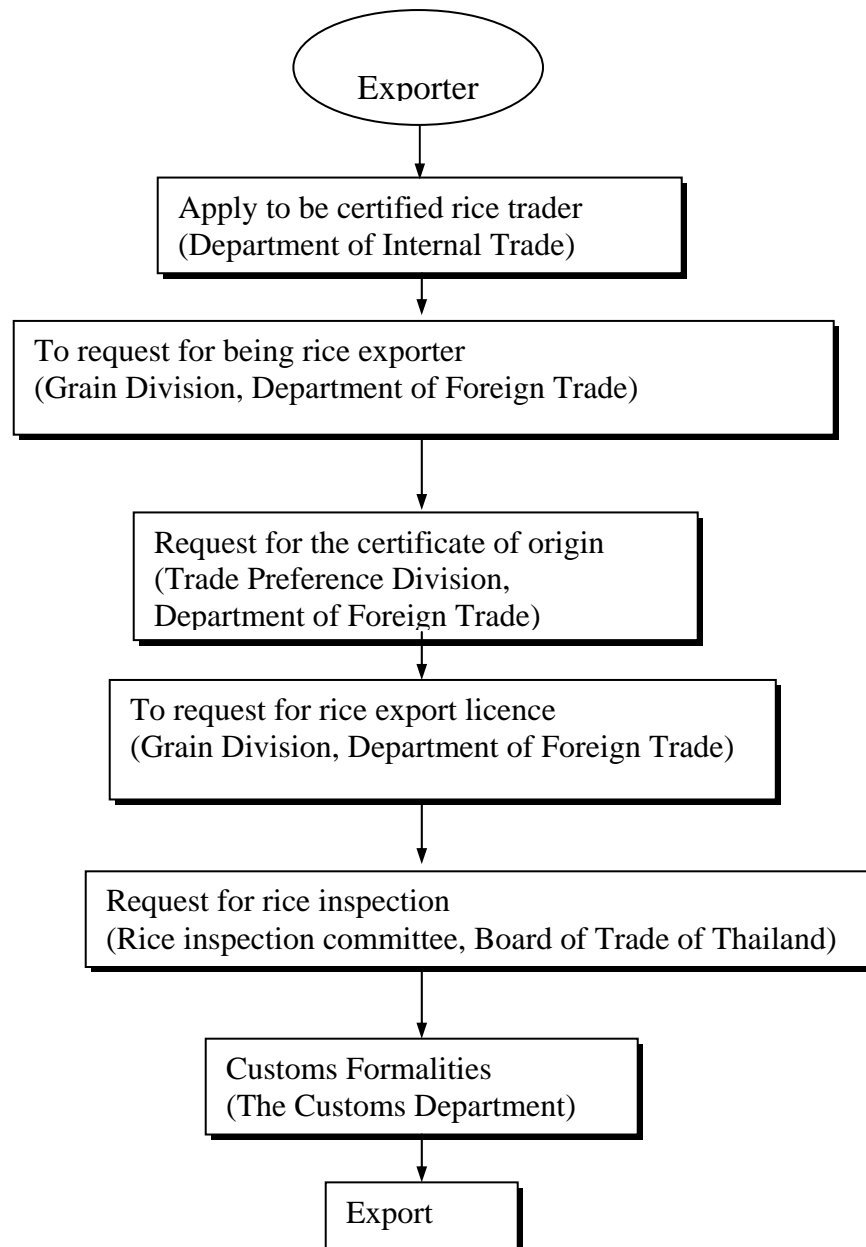 Exporter
Apply to be certified rice trader
(Department of Internal Trade)
To request for being rice exporter
(Grain Division, Department of Foreign Trade)
Request for the certificate of origin
(Trade Preference Division,
Department of Foreign Trade)
To request for rice export licence
(Grain Division, Department of Foreign Trade)
Request for rice inspection
(Rice inspection committee, Board of Trade of Thailand)
Customs Formalities
(The Customs Department)
Export